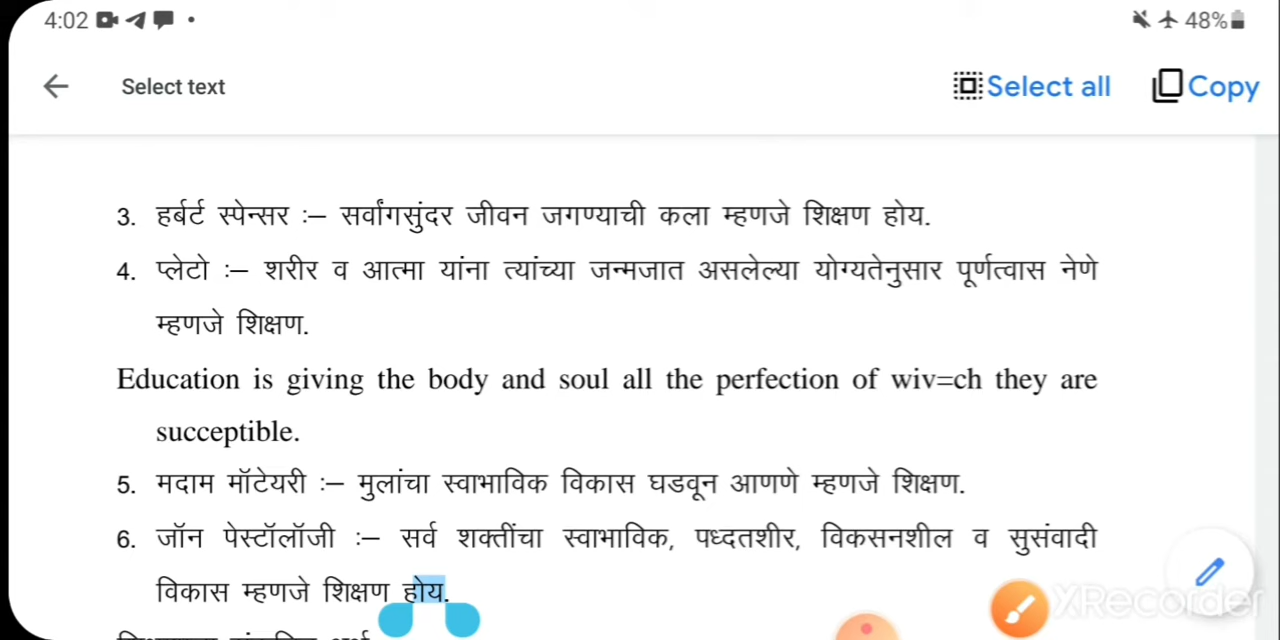 4:02
48%
Select text
Select all
Copy
3. हर्बर्ट स्पेन्सर :– सर्वांगसुंदर जीवन जगण्याची कला म्हणजे शिक्षण होय.
4. प्लेटो :– शरीर व आत्मा यांना त्यांच्या जन्मजात असलेल्या योग्यतेनुसार पूर्णत्वास नेणे
म्हणजे शिक्षण.
Education is giving the body and soul all the perfection of wiv=ch they are
succeptible.
5. मदाम मॉटेयरी :– मुलांचा स्वाभाविक विकास घडवून आणणे म्हणजे शिक्षण.
6. जॉन पेस्टॉलॉजी :– सर्व शक्तींचा स्वाभाविक, पध्दतशीर, विकसनशील व सुसंवादी
विकास म्हणजे शिक्षण होय.
XRecorder